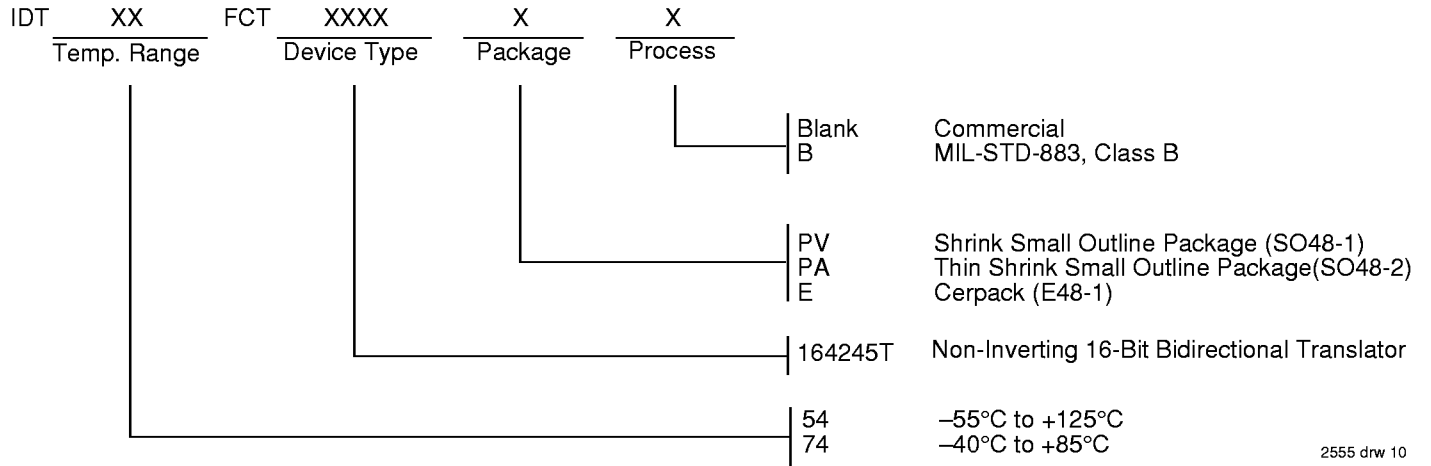 IDT XX FCT XXXX X X
Temp. Range Device Type Package Process
Blank Commercial
B MIL-STD-883, Class B
PV Shrink Small Outline Package (SO48-1)
PA Thin Shrink Small Outline Package(SO48-2)
E Cerpack (E48-1)
164245T Non-Inverting 16-Bit Bidirectional Translator
54 –55°C to +125°C
74 –40°C to +85°C
2555 drw 10